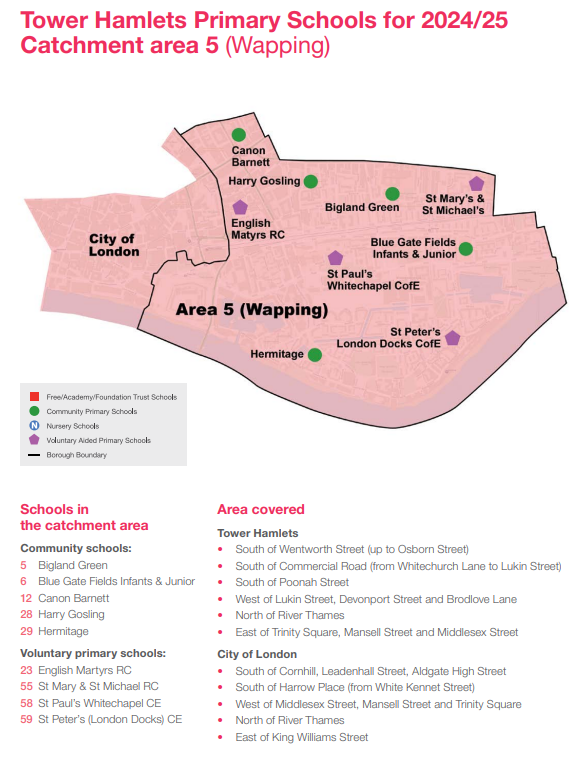 Tower Hamlets Primary Schools for 2024/25
Catchment area 5 (Wapping)
Canon
Barnett
Harry Gosling
Bigland Green
St Mary's &
St Michael's
English
Matyrs RC
City of
London
Blue Gate Fields
Infants & Junior
St Paul's
Whitechapel CofE
Area 5 (Wapping)
St Peter's
London Docks CofE
Hermitage
Free/Academy/Foundation Trust Schools
Community Primary Schools
N Nursery Schools
Voluntary Aided Primary Schools
Borough Boundary
Schools in
the catchment area
Community schools:
5 Bigland Green
6 Blue Gate Fields Infants & Junior
12 Canon Barnett
28 Harry Gosling
29 Hermitage
Voluntary primary schools:
23 English Martyrs RC
55 St Mary & St Michael RC
58 St Paul's Whitechapel CE
59 St Peter's (London Docks) CE
Area covered
Tower Hamlets
• South of Wentworth Street (up to Osborn Street)
• South of Commercial Road (from Whitechurch Lane to Lukin Street)
• South of Poonah Street
• West of Lukin Street, Devonport Street and Brodlove Lane
• North of River Thames
• East of Trinity Square, Mansell Street and Middlesex Street
City of London
• South of Cornhill, Leadenhall Street, Aldgate High Street
• South of Harrow Place (from White Kennet Street)
• West of Middlesex Street, Mansell Street and Trinity Square
• North of River Thames
• East of King Williams Street